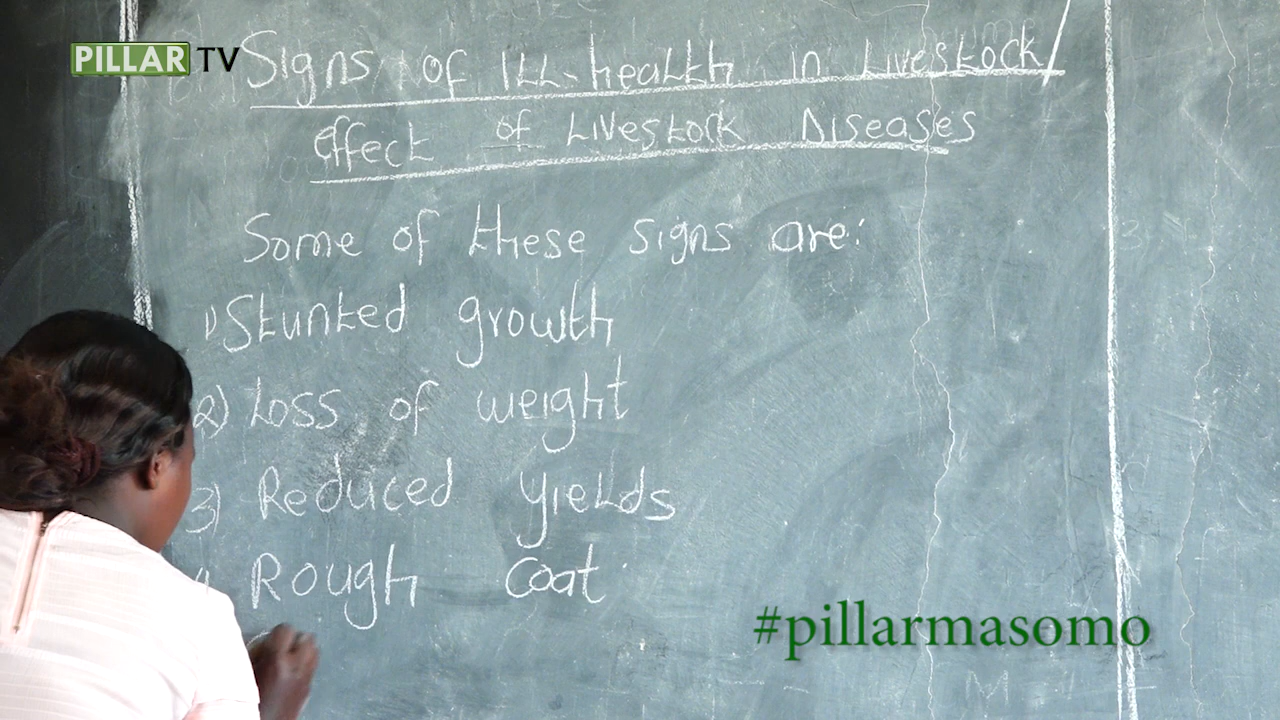 PILLAR TV
Signs of ILL-health in Livestock/
effect of Livestock Diseases
Some of these signs are:
1) Stunted growth
2) Loss of weight
3) Reduced yields
Rough coat
#pillarmasomo